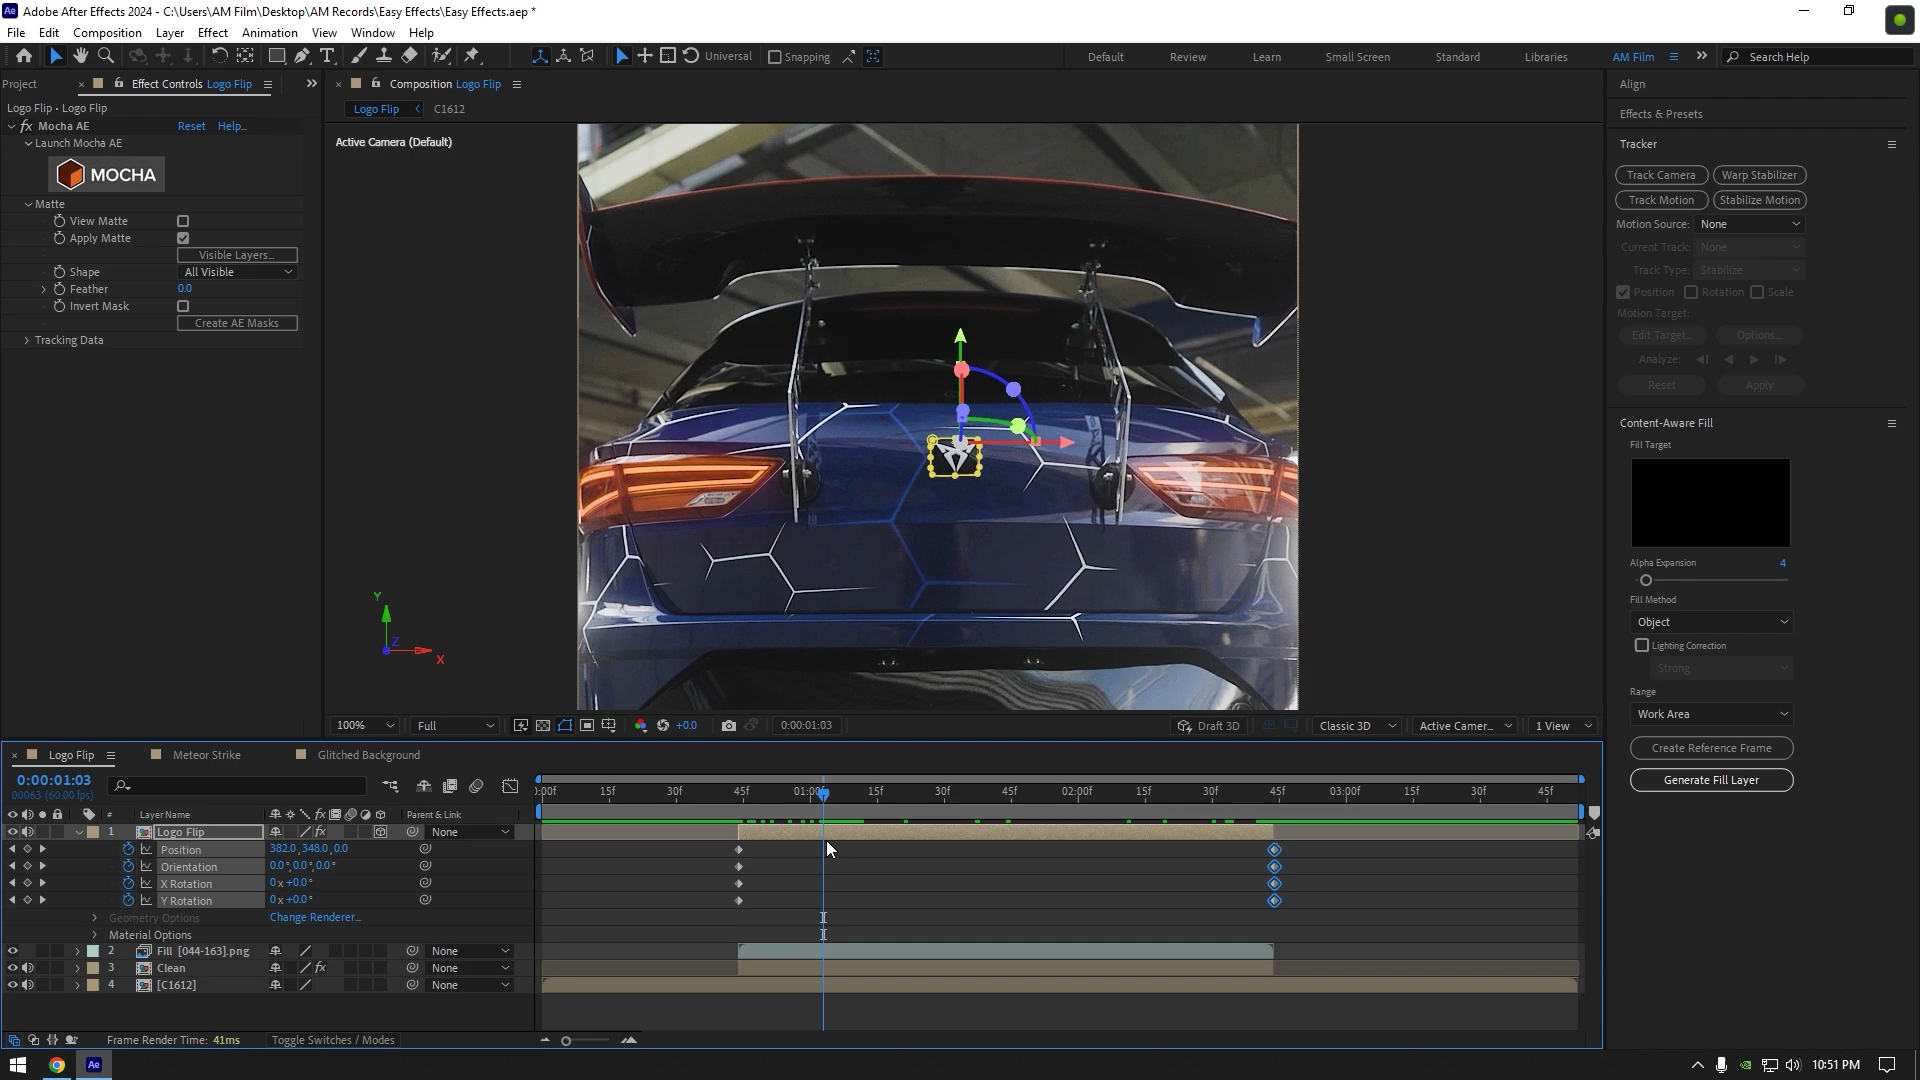 Adobe After Effects 2024 - C:\Users\AM Film\Desktop\AM Records\Easy Effects\Easy Effects.aep *
File Edit Composition Layer Effect Animation View Window Help
Universal Snapping Default Review Learn Small Screen Standard Libraries AM Film Search Help
Project Effect Controls Logo Flip
Composition Logo Flip
Logo Flip C1612
Logo Flip • Logo Flip
fx Mocha AE Reset Help...
Launch Mocha AE
MOCHA
Matte
View Matte
Apply Matte
Visible Layers...
Shape All Visible
Feather 0.0
Invert Mask
Create AE Masks
Tracking Data
Active Camera (Default)
Y
Z
X
100% Full +0.0 0:00:01:03 Draft 3D Classic 3D Active Camer... 1 View
Align
Effects & Presets
Tracker
Track Camera Warp Stabilizer
Track Motion Stabilize Motion
Motion Source: None
Current Track: None
Track Type: Stabilize
Position Rotation Scale
Motion Target:
Edit Target... Options...
Analyze:
Reset Apply
Content-Aware Fill
Fill Target
Alpha Expansion 4
Fill Method
Object
Lighting Correction
Strong
Range
Work Area
Create Reference Frame
Generate Fill Layer
Logo Flip Meteor Strike Glitched Background
0:00:01:03
00063 (60.00 fps)
:00f 15f 30f 45f 01:00f 15f 30f 45f 02:00f 15f 30f 45f 03:00f 15f 30f 45f
# Layer Name fx Parent & Link
1 Logo Flip fx None
Position 382.0,348.0,0.0
Orientation 0.0°,0.0°,0.0°
X Rotation 0x+0.0°
Y Rotation 0x+0.0°
Geometry Options Change Renderer...
Material Options
2 Fill [044-163].png None
3 Clean fx None
4 [C1612] None
Frame Render Time: 41ms Toggle Switches / Modes
Ae 10:51 PM